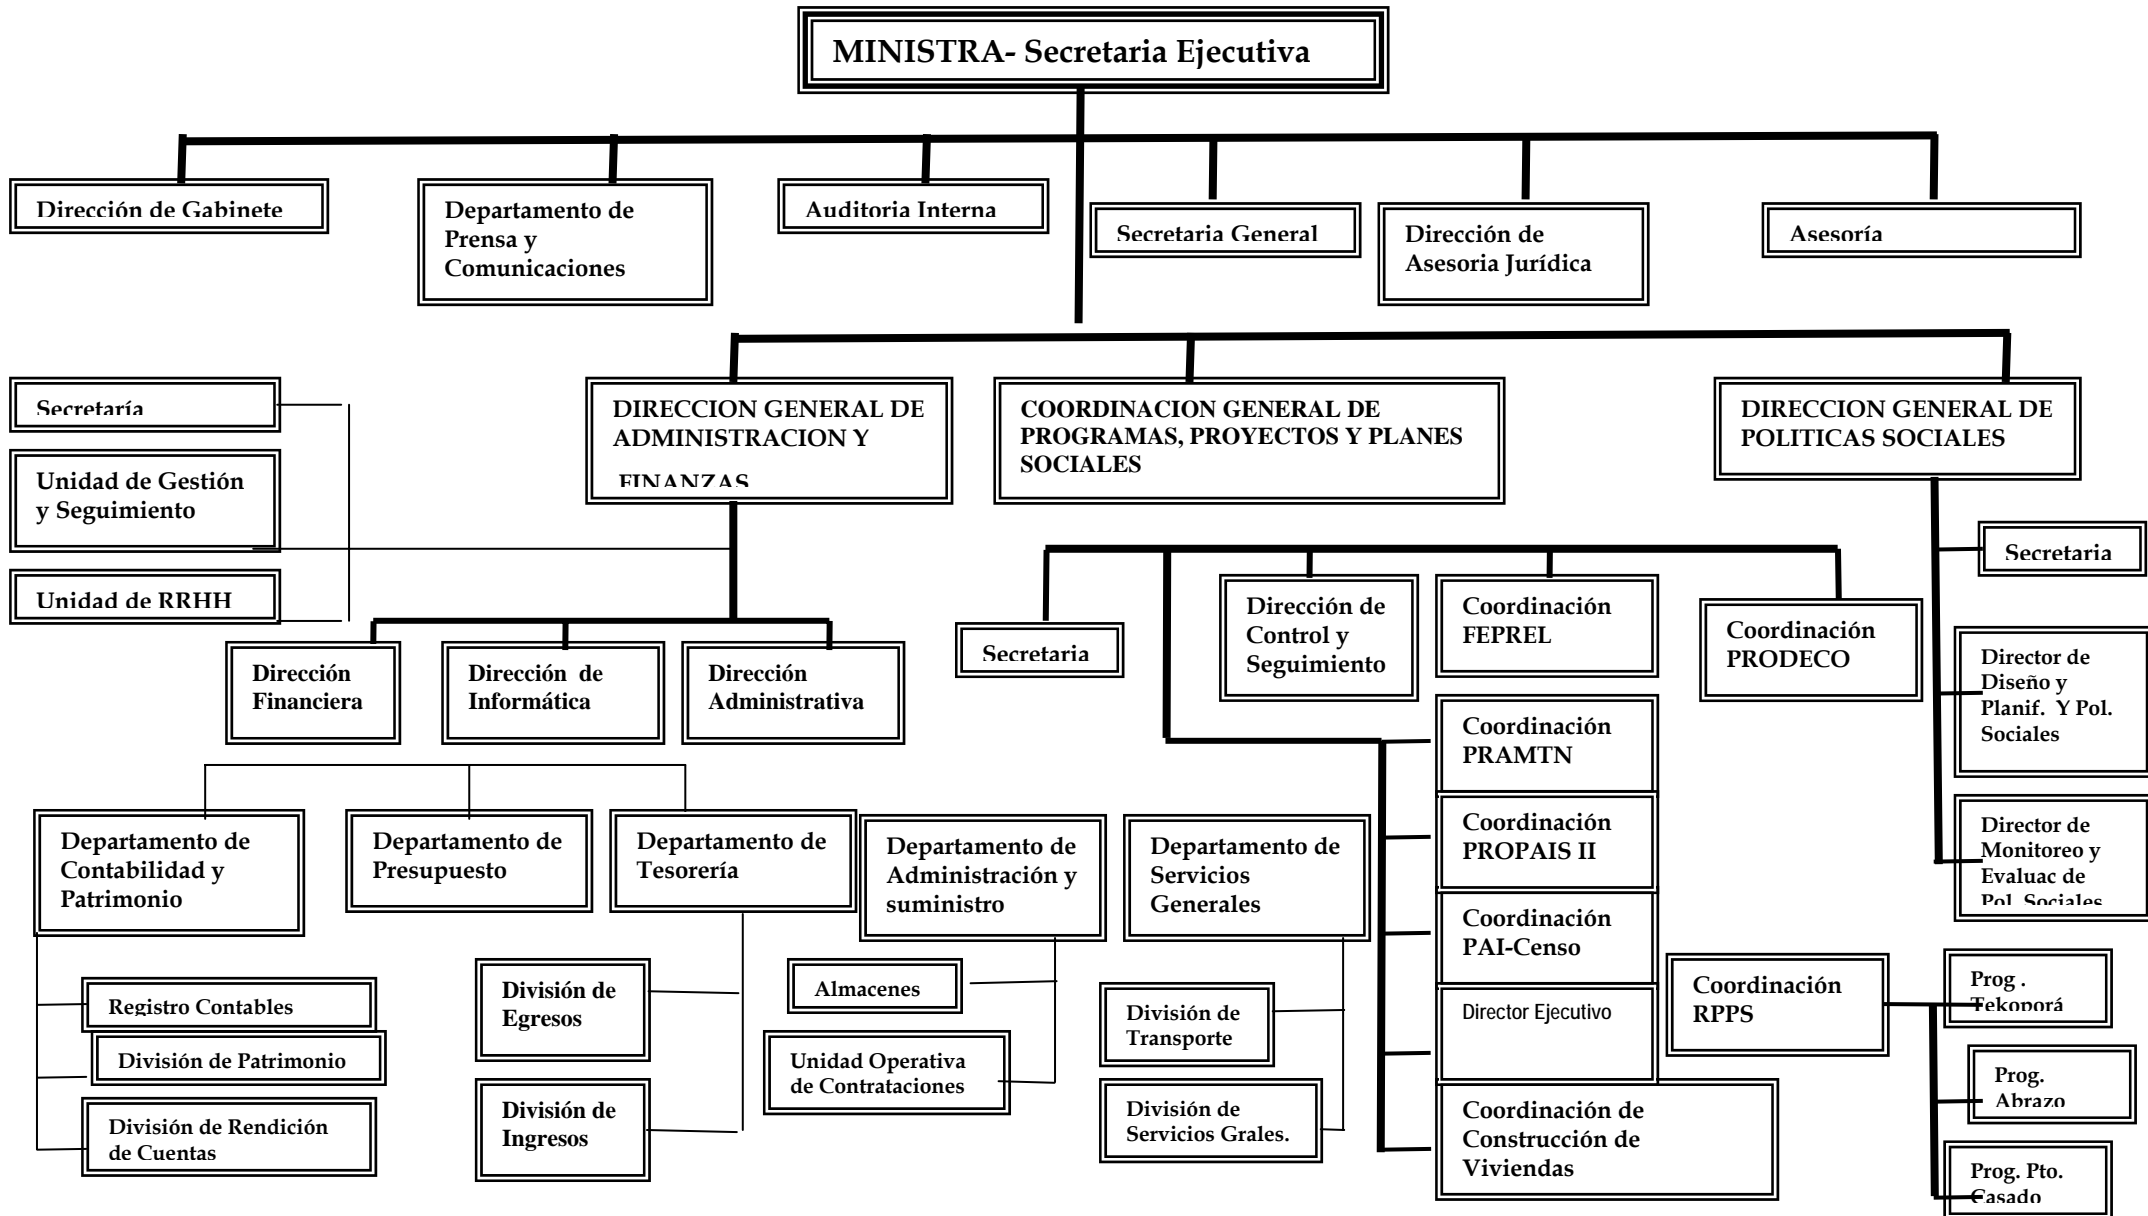 MINISTRA- Secretaria Ejecutiva
Dirección de Gabinete
Departamento de
Prensa y
Comunicaciones
Auditoria Interna
Secretaria General
Dirección de
Asesoria Jurídica
Asesoría
Secretaría
Unidad de Gestión
y Seguimiento
Unidad de RRHH
DIRECCION GENERAL DE
ADMINISTRACION Y
FINANZAS
COORDINACION GENERAL DE
PROGRAMAS, PROYECTOS Y PLANES
SOCIALES
DIRECCION GENERAL DE
POLITICAS SOCIALES
Secretaria
Dirección de
Control y
Seguimiento
Coordinación
FEPREL
Coordinación
PRODECO
Secretaria
Director de
Diseño y
Planif. Y Pol.
Sociales
Director de
Monitoreo y
Evaluac de
Pol. Sociales
Dirección
Financiera
Dirección de
Informática
Dirección
Administrativa
Coordinación
PRAMTN
Coordinación
PROPAIS II
Coordinación
PAI-Censo
Director Ejecutivo
Coordinación de
Construcción de
Viviendas
Coordinación
RPPS
Prog .
Tekoporá
Prog.
Abrazo
Prog. Pto.
Casado
Departamento de
Contabilidad y
Patrimonio
Departamento de
Presupuesto
Departamento de
Tesorería
Departamento de
Administración y
suministro
Departamento de
Servicios
Generales
Registro Contables
División de Patrimonio
División de Rendición
de Cuentas
División de
Egresos
División de
Ingresos
Almacenes
Unidad Operativa
de Contrataciones
División de
Transporte
División de
Servicios Grales.